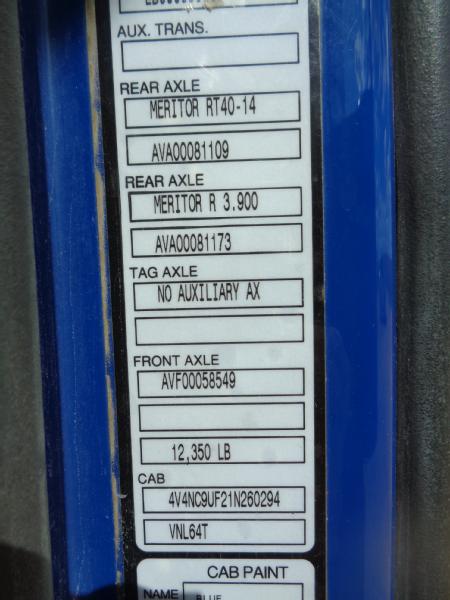 AUX. TRANS.
REAR AXLE
MERITOR RT40-14
AVA00081109
REAR AXLE
MERITOR R 3.900
AVA00081173
TAG AXLE
NO AUXILIARY AX
FRONT AXLE
AVF00058549
12,350 LB
CAB
4V4NC9UF21N260294
VNL64T
CAB PAINT
NAME BLUE